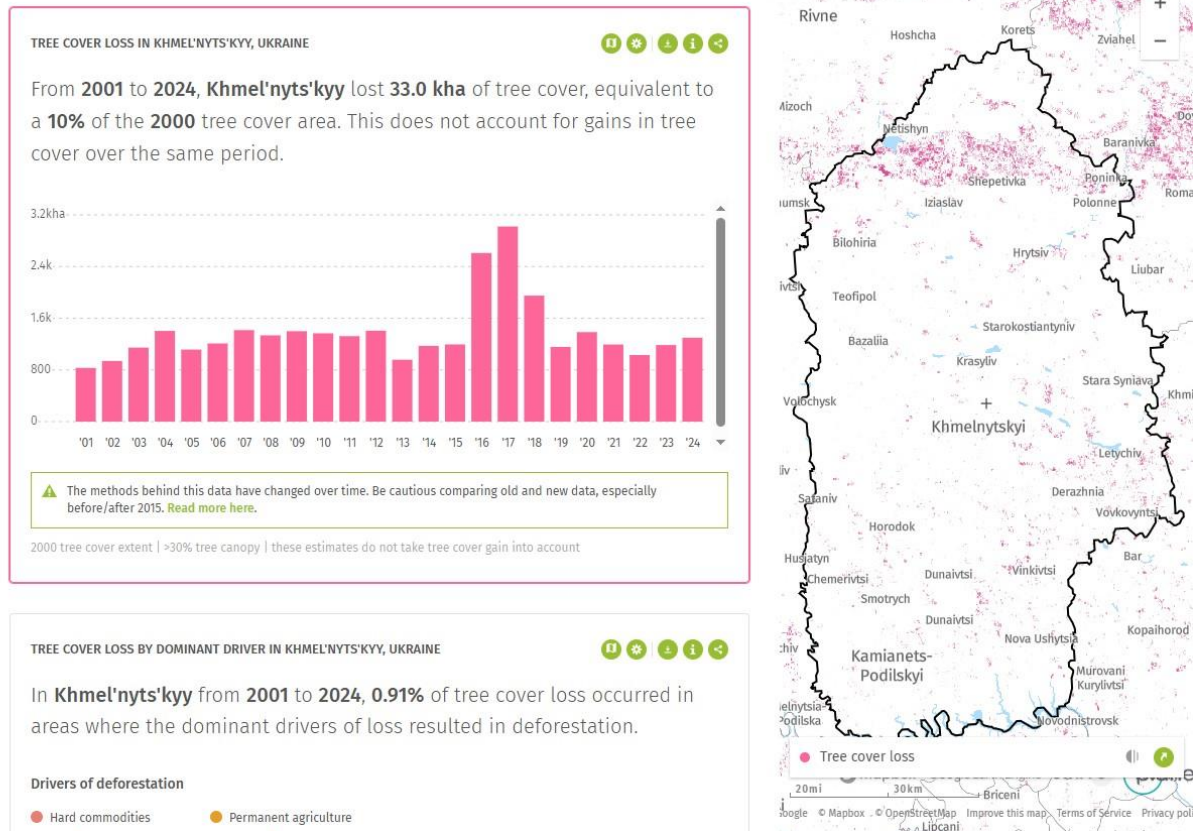 TREE COVER LOSS IN KHMEL'NYTS'KYY, UKRAINE
From 2001 to 2024, Khmel'nyts'kyy lost 33.0 kha of tree cover, equivalent to
a 10% of the 2000 tree cover area. This does not account for gains in tree
cover over the same period.
3.2kha
2.4k
1.6k
800
0
'01 '02 '03 '04 '05 '06 '07 '08 '09 '10 '11 '12 '13 '14 '15 '16 '17 '18 '19 '20 '21 '22 '23 '24
The methods behind this data have changed over time. Be cautious comparing old and new data, especially
before/after 2015. Read more here.
2000 tree cover extent | >30% tree canopy | these estimates do not take tree cover gain into account
TREE COVER LOSS BY DOMINANT DRIVER IN KHMEL'NYTS'KYY, UKRAINE
In Khmel'nyts'kyy from 2001 to 2024, 0.91% of tree cover loss occurred in
areas where the dominant drivers of loss resulted in deforestation.
Drivers of deforestation
Hard commodities
Permanent agriculture
Rivne
Hoshcha
Korets
Zviahel
+
−
Mizoch
Netishyn
Baranivka
Shepetivka
Poninka
Iziaslav
Polonne
Roma
umsk
Bilohiria
Hrytsiv
Liubar
Teofipol
Starokostiantyniv
Bazaliia
Krasyliv
Stara Syniava
Khmi
Volochysk
Khmelnytskyi
Letychiv
Derazhnia
Sataniv
Vovkovyntsi
Horodok
Husiatyn
Bar
Chemerivtsi
Dunaivtsi
Vinkivtsi
Smotrych
Dunaivtsi
Nova Ushytsia
Kopaihorod
Kamianets-
Podilskyi
Murovani
Kurylivtsi
elnytsia-
Podilska
Novodnistrovsk
Tree cover loss
20mi
30km
Briceni
oogle © Mapbox © OpenStreetMap Improve this map Terms of Service Privacy poli
Lipcani